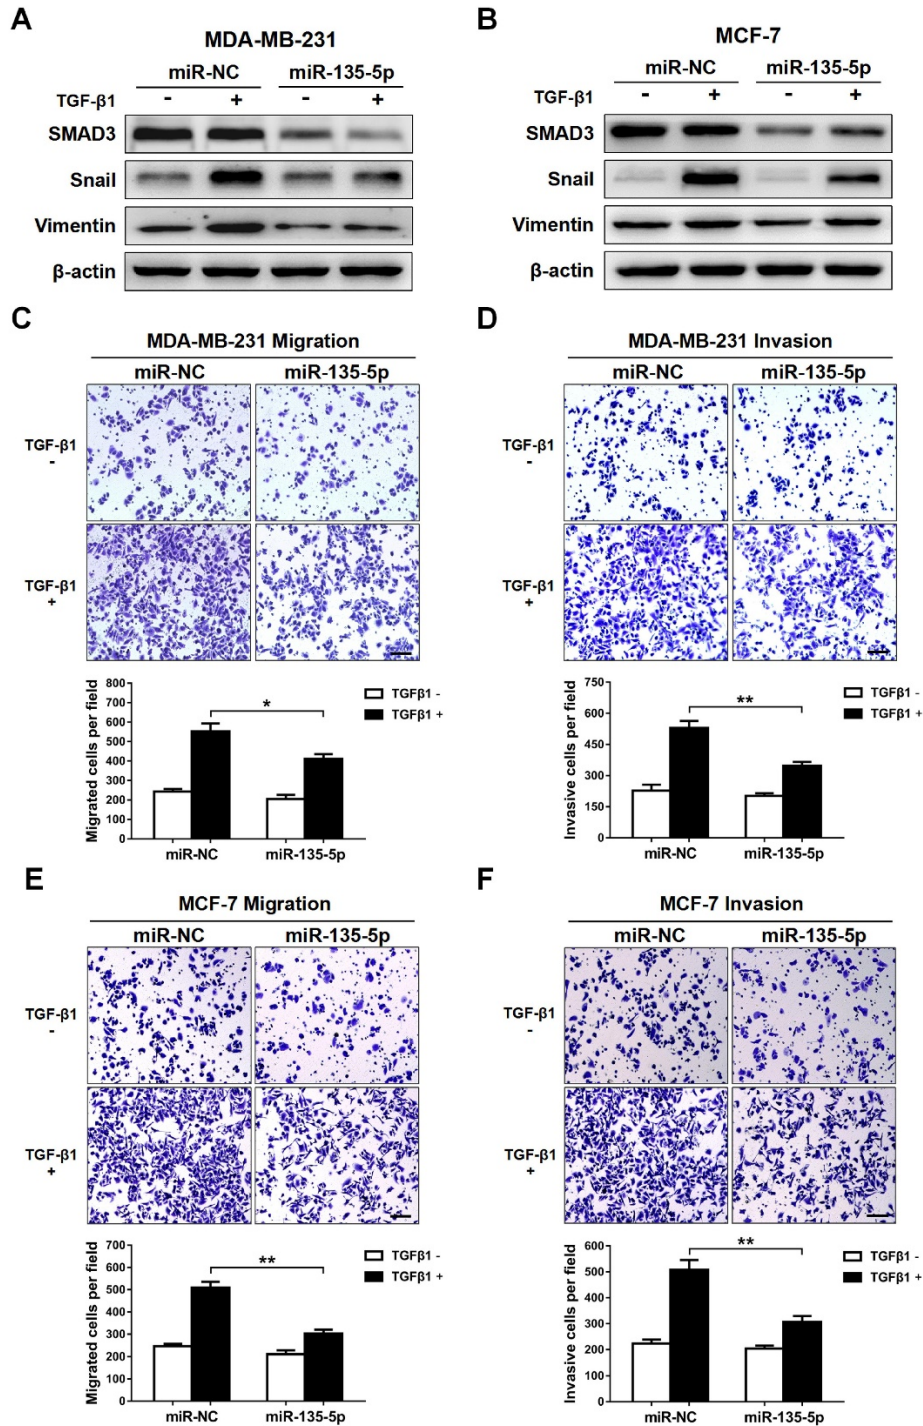 A
MDA-MB-231
miR-NC miR-135-5p
TGF-β1 - + - +
SMAD3
Snail
Vimentin
β-actin
B
MCF-7
miR-NC miR-135-5p
TGF-β1 - + - +
SMAD3
Snail
Vimentin
β-actin
C
MDA-MB-231 Migration
miR-NC miR-135-5p
TGF-β1
-
TGF-β1
+
Migrated cells per field
800
700
600
500
400
300
200
100
0
*
TGFβ1 -
TGFβ1 +
miR-NC miR-135-5p
D
MDA-MB-231 Invasion
miR-NC miR-135-5p
TGF-β1
-
TGF-β1
+
Invasive cells per field
750
600
450
300
150
0
**
TGFβ1 -
TGFβ1 +
miR-NC miR-135-5p
E
MCF-7 Migration
miR-NC miR-135-5p
TGF-β1
-
TGF-β1
+
Migrated cells per field
700
600
500
400
300
200
100
0
**
TGFβ1 -
TGFβ1 +
miR-NC miR-135-5p
F
MCF-7 Invasion
miR-NC miR-135-5p
TGF-β1
-
TGF-β1
+
Invasive cells per field
600
500
400
300
200
100
0
**
TGFβ1 -
TGFβ1 +
miR-NC miR-135-5p